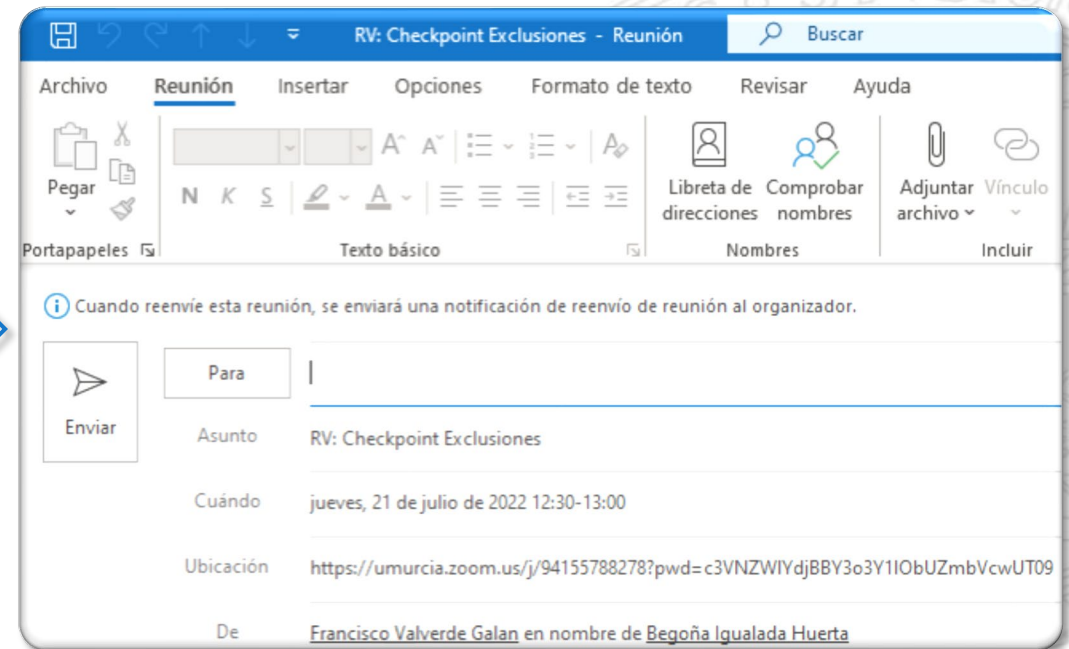 RV: Checkpoint Exclusiones - Reunión Buscar
Archivo Reunión Insertar Opciones Formato de texto Revisar Ayuda
Pegar
N K S A
Libreta de direcciones
Comprobar nombres
Adjuntar archivo
Vínculo
Portapapeles Texto básico Nombres Incluir
Cuando reenvíe esta reunión, se enviará una notificación de reenvío de reunión al organizador.
Enviar
Para
Asunto RV: Checkpoint Exclusiones
Cuándo jueves, 21 de julio de 2022 12:30-13:00
Ubicación https://umurcia.zoom.us/j/94155788278?pwd=c3VNZWlYdjBBY3o3Y1lObUZmbVcwUT09
De Francisco Valverde Galan en nombre de Begoña Igualada Huerta